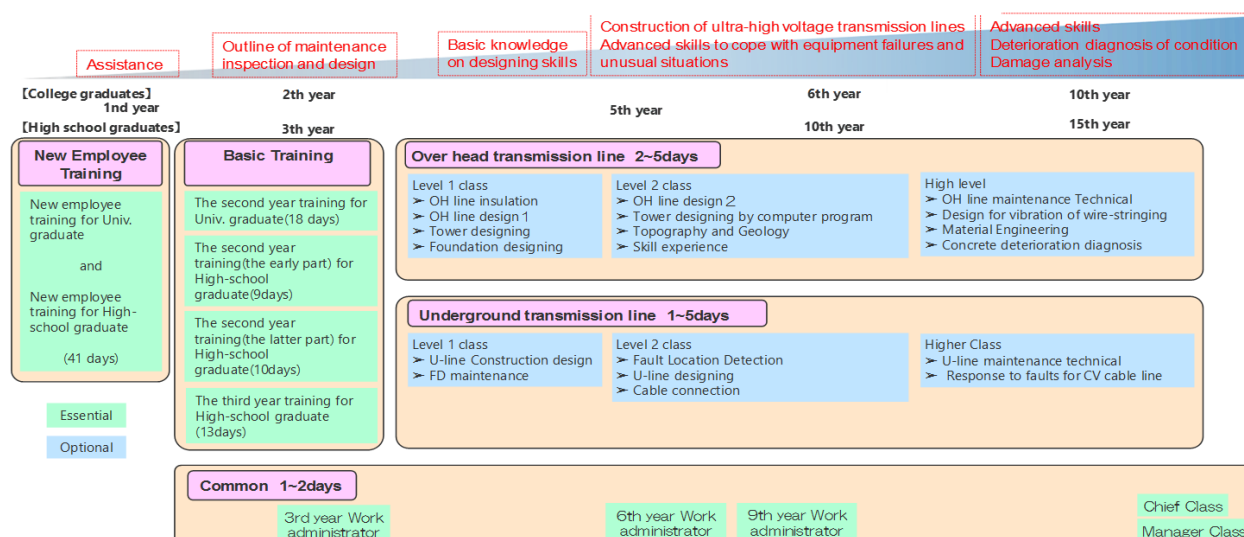 Assistance
Outline of maintenance
inspection and design
Basic knowledge
on designing skills
Construction of ultra-high voltage transmission lines
Advanced skills to cope with equipment failures and
unusual situations
Advanced skills
Deterioration diagnosis of condition
Damage analysis
【College graduates】
1nd year
2th year
5th year
6th year
10th year
【High school graduates】
3th year
10th year
15th year
New Employee
Training
New employee
training for Univ.
graduate
and
New employee
training for High-
school graduate
(41 days)
Essential
Optional
Basic Training
The second year training for
Univ. graduate(18 days)
The second year
training(the early part) for
High-school
graduate(9days)
The second year
training(the latter part) for
High-school
graduate(10days)
The third year training for
High-school graduate
(13days)
Over head transmission line 2~5days
Level 1 class
➢ OH line insulation
➢ OH line design 1
➢ Tower designing
➢ Foundation designing
Level 2 class
➢ OH line design 2
➢ Tower designing by computer program
➢ Topography and Geology
➢ Skill experience
High level
➢ OH line maintenance Technical
➢ Design for vibration of wire-stringing
➢ Material Engineering
➢ Concrete deterioration diagnosis
Underground transmission line 1~5days
Level 1 class
➢ U-line Construction design
➢ FD maintenance
Level 2 class
➢ Fault Location Detection
➢ U-line designing
➢ Cable connection
Higher Class
➢ U-line maintenance technical
➢ Response to faults for CV cable line
Common 1~2days
3rd year Work
administrator
6th year Work
administrator
9th year Work
administrator
Chief Class
Manager Class